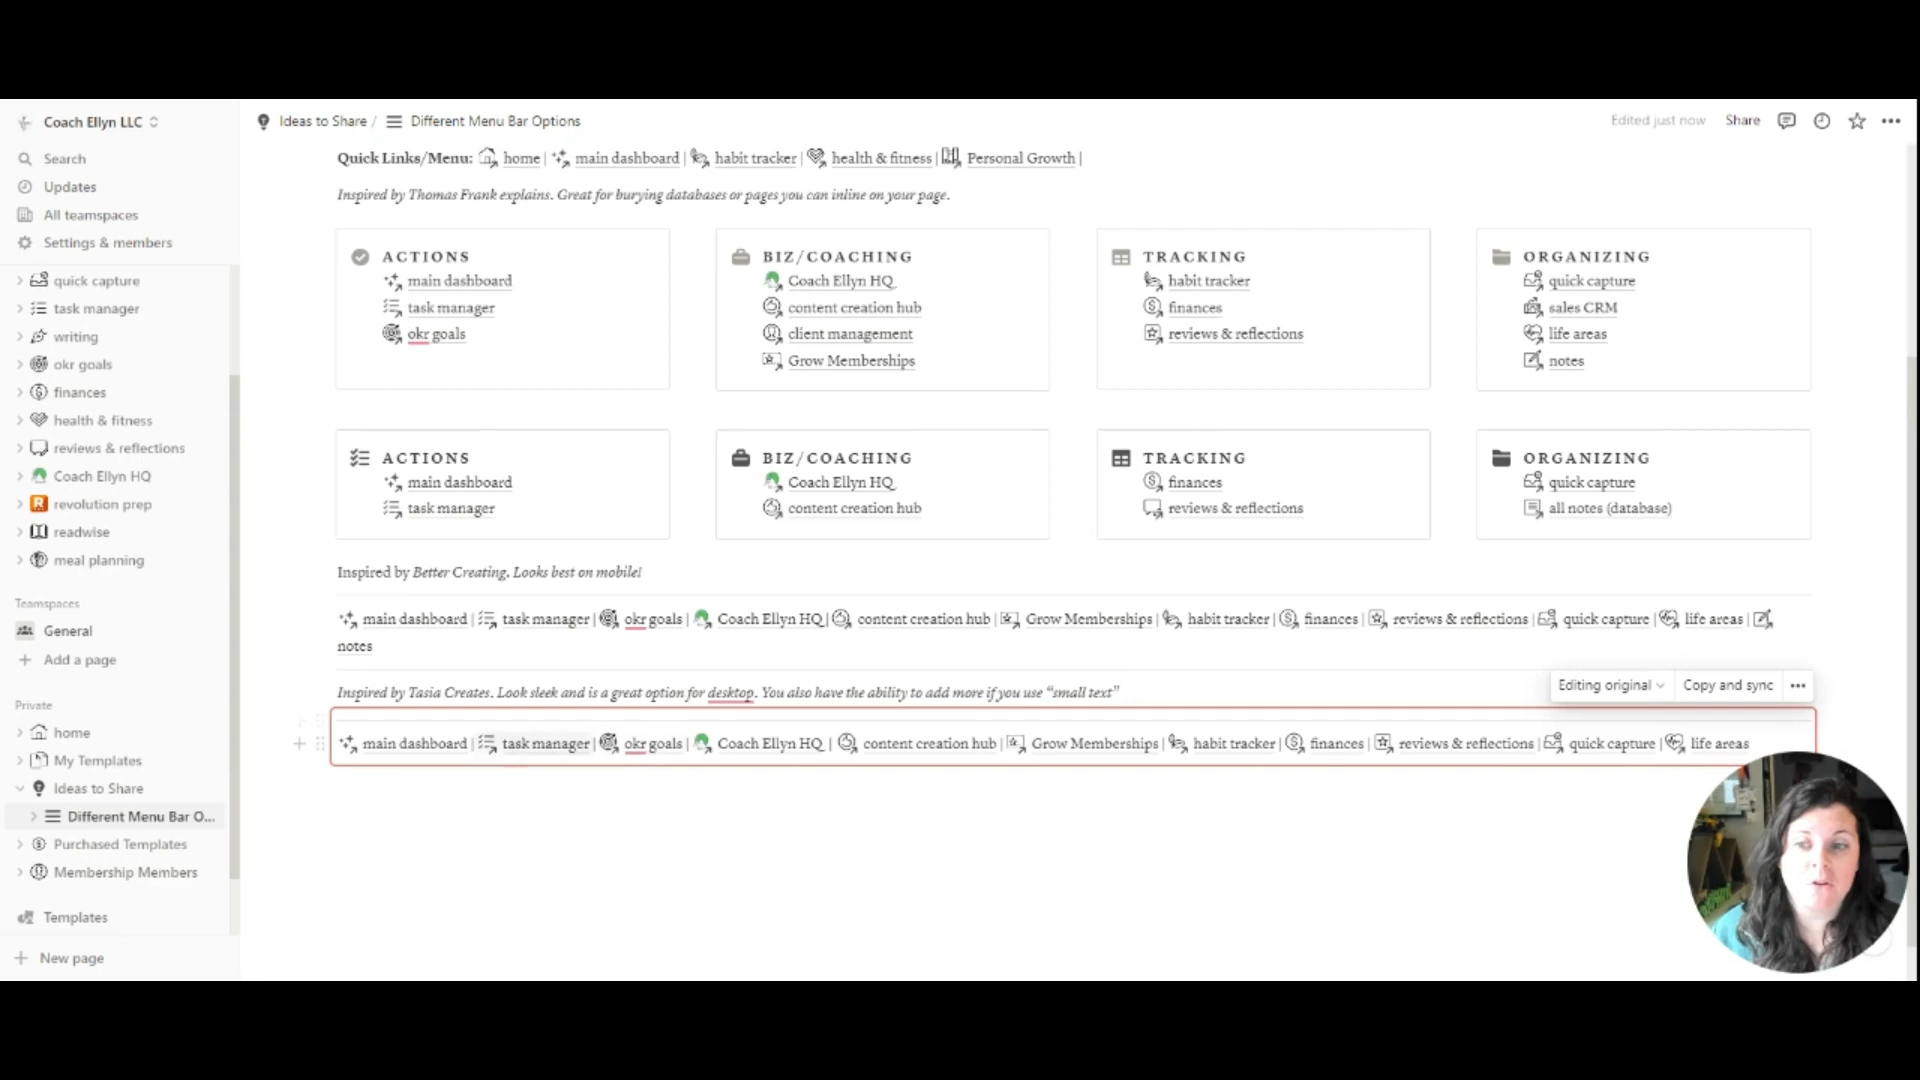 Coach Ellyn LLC
Search
Updates
All teamspaces
Settings & members
quick capture
task manager
writing
okr goals
finances
health & fitness
reviews & reflections
Coach Ellyn HQ
revolution prep
readwise
meal planning
Teamspaces
General
Add a page
Private
home
My Templates
Ideas to Share
Different Menu Bar O...
Purchased Templates
Membership Members
Templates
New page
Ideas to Share / Different Menu Bar Options
Edited just now Share
Quick Links/Menu: home | main dashboard | habit tracker | health & fitness | Personal Growth |
Inspired by Thomas Frank explains. Great for burying databases or pages you can inline on your page.
ACTIONS
main dashboard
task manager
okr goals
BIZ/COACHING
Coach Ellyn HQ
content creation hub
client management
Grow Memberships
TRACKING
habit tracker
finances
reviews & reflections
ORGANIZING
quick capture
sales CRM
life areas
notes
ACTIONS
main dashboard
task manager
BIZ/COACHING
Coach Ellyn HQ
content creation hub
TRACKING
finances
reviews & reflections
ORGANIZING
quick capture
all notes (database)
Inspired by Better Creating. Looks best on mobile!
main dashboard | task manager | okr goals | Coach Ellyn HQ | content creation hub | Grow Memberships | habit tracker | finances | reviews & reflections | quick capture | life areas |
notes
Inspired by Tasia Creates. Look sleek and is a great option for desktop. You also have the ability to add more if you use “small text”
Editing original Copy and sync
main dashboard | task manager | okr goals | Coach Ellyn HQ | content creation hub | Grow Memberships | habit tracker | finances | reviews & reflections | quick capture | life areas